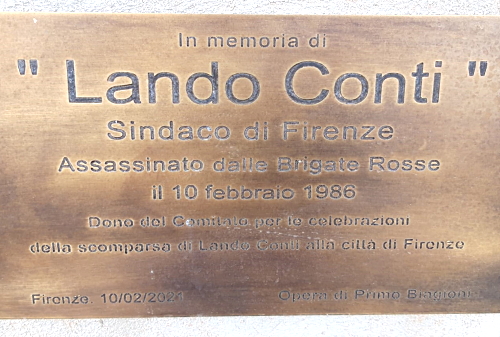 In memoria di
" Lando Conti "
Sindaco di Firenze
Assassinato dalle Brigate Rosse
il 10 febbraio 1986
Dono del Comitato per le celebrazioni
della scomparsa di Lando Conti alla città di Firenze
Firenze, 10/02/2021
Opera di Primo Biagioni